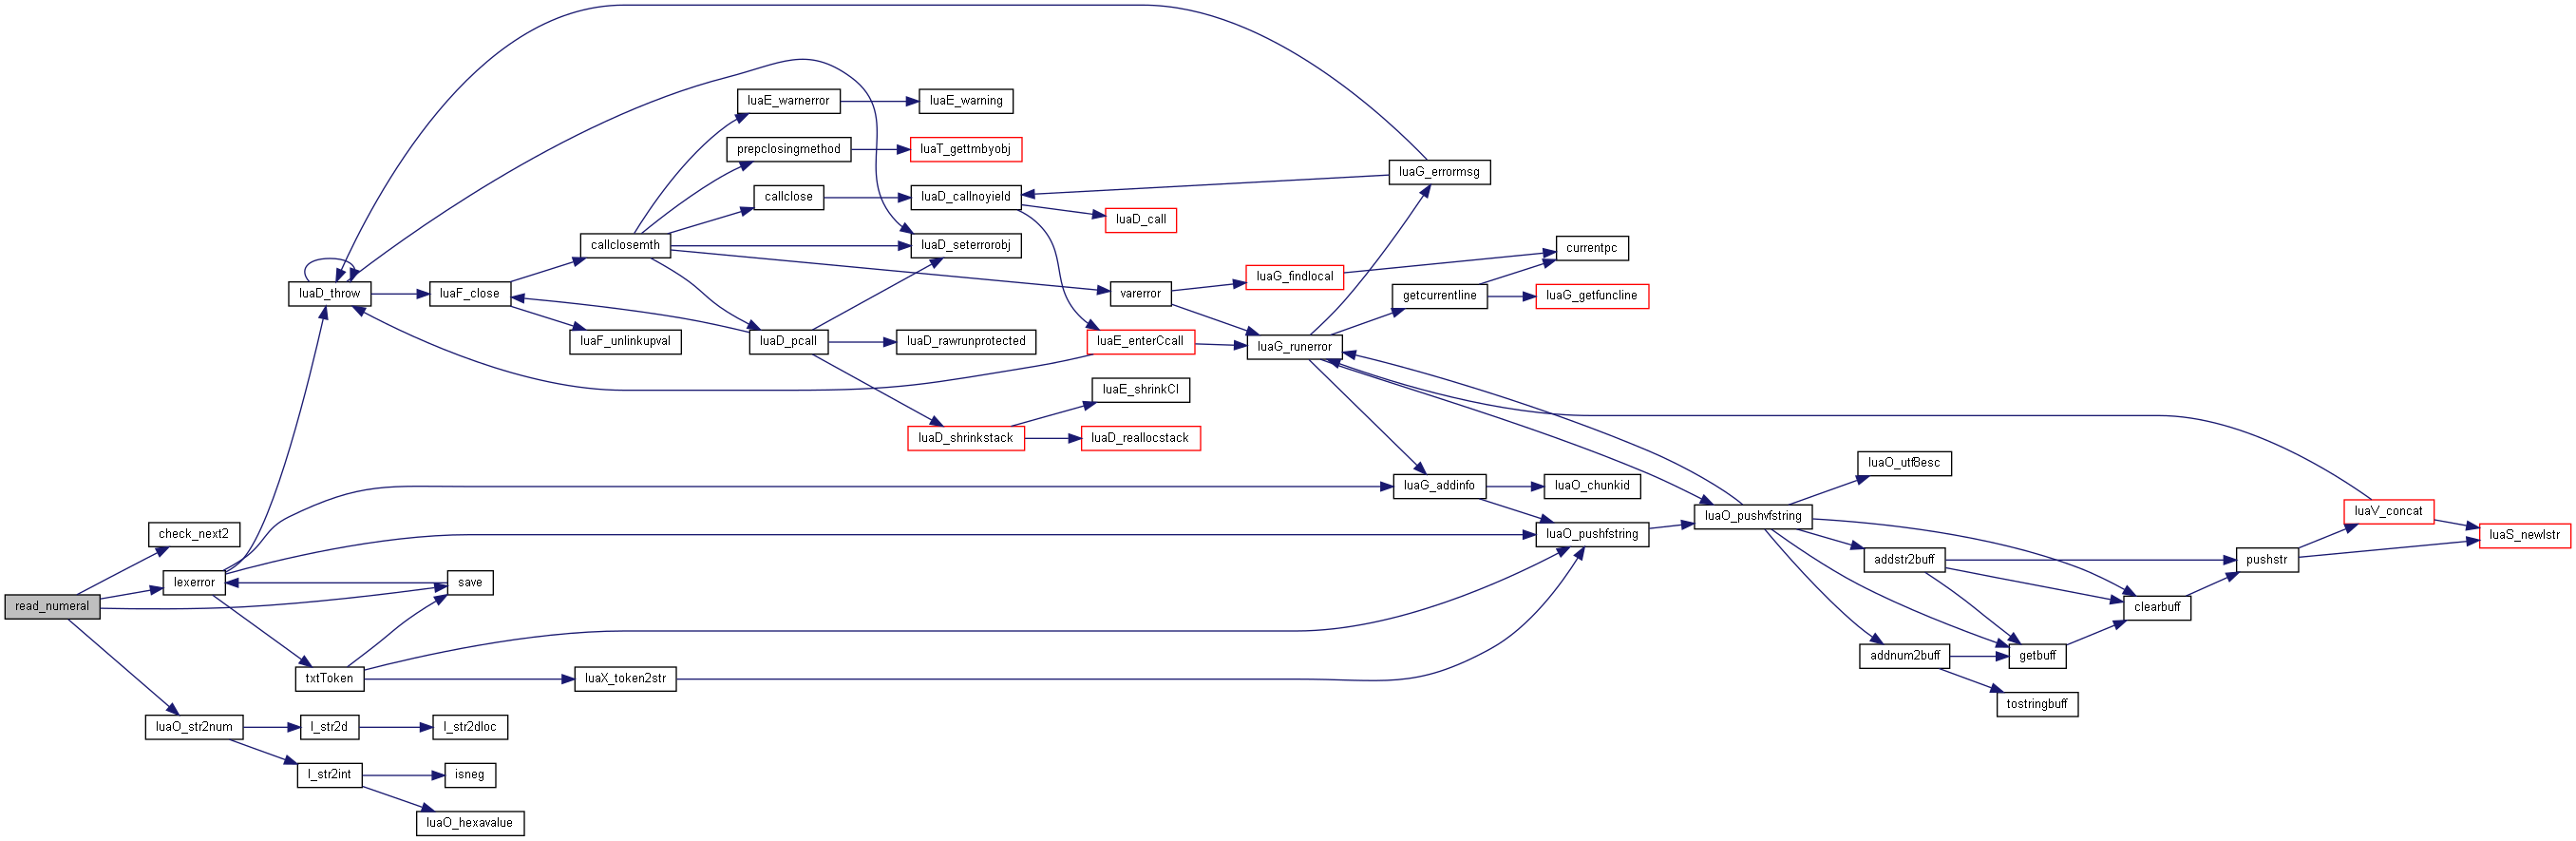 luaE_warnerror
luaE_warning
prepclosingmethod
luaT_gettmbyobj
luaG_errormsg
callclose
luaD_callnoyield
luaD_call
callclosemth
luaD_seterrorobj
currentpc
luaG_findlocal
luaD_throw
luaF_close
varerror
getcurrentline
luaG_getfuncline
luaF_unlinkupval
luaD_pcall
luaD_rawrunprotected
luaE_enterCcall
luaG_runerror
luaE_shrinkCI
luaD_shrinkstack
luaD_reallocstack
luaO_utf8esc
luaG_addinfo
luaO_chunkid
luaV_concat
luaO_pushvfstring
check_next2
luaO_pushfstring
luaS_newlstr
addstr2buff
pushstr
lexerror
save
read_numeral
clearbuff
addnum2buff
getbuff
txtToken
luaX_token2str
tostringbuff
luaO_str2num
l_str2d
l_str2dloc
l_str2int
isneg
luaO_hexavalue